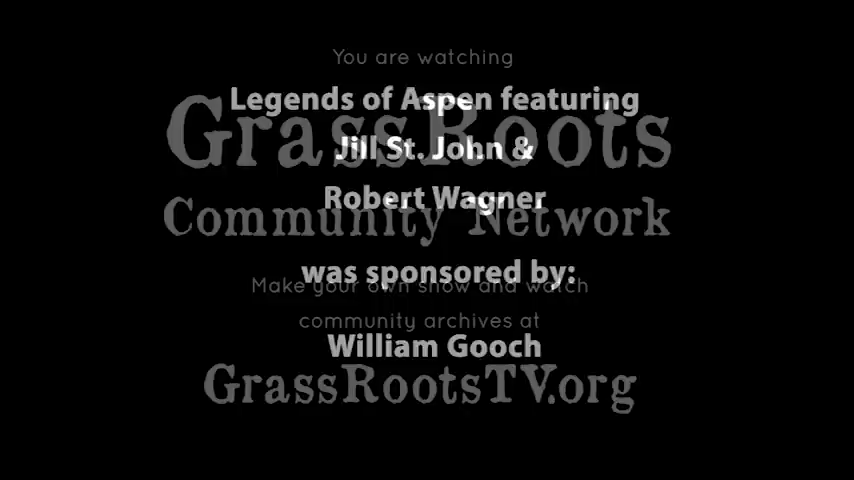 You are watching
Legends of Aspen featuring
GrassRoots
Jill St. John &
Robert Wagner
Community Network
was sponsored by:
Make your own show and watch
community archives at
William Gooch
GrassRootsTV.org